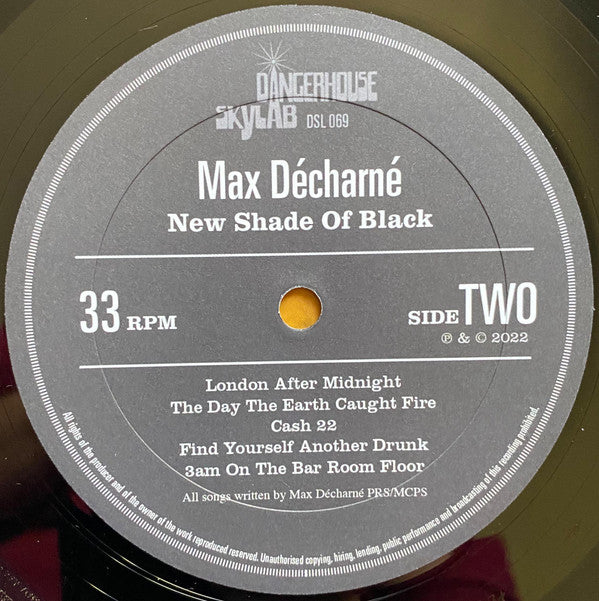 DANGERHOUSE
SKYLAB DSL 069
Max Décharné
New Shade Of Black
33 RPM
SIDE TWO
℗ & © 2022
London After Midnight
The Day The Earth Caught Fire
Cash 22
Find Yourself Another Drunk
3am On The Bar Room Floor
All songs written by Max Décharné PRS/MCPS
All rights of the producer and of the owner of the work reproduced reserved. Unauthorised copying, hiring, lending, public performance and broadcasting of this recording prohibited.